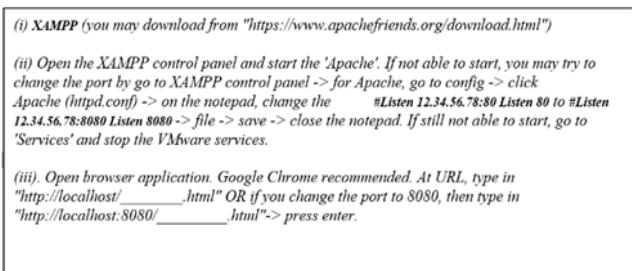 (i) XAMPP (you may download from "https://www.apachefriends.org/download.html")
(ii) Open the XAMPP control panel and start the 'Apache'. If not able to start, you may try to
change the port by go to XAMPP control panel -> for Apache, go to config -> click
Apache (httpd.conf) -> on the notepad, change the #Listen 12.34.56.78:80 Listen 80 to #Listen
12.34.56.78:8080 Listen 8080 -> file -> save -> close the notepad. If still not able to start, go to
'Services' and stop the VMware services.
(iii). Open browser application. Google Chrome recommended. At URL, type in
"http://localhost/________.html" OR if you change the port to 8080, then type in
"http://localhost:8080/_________.html"-> press enter.